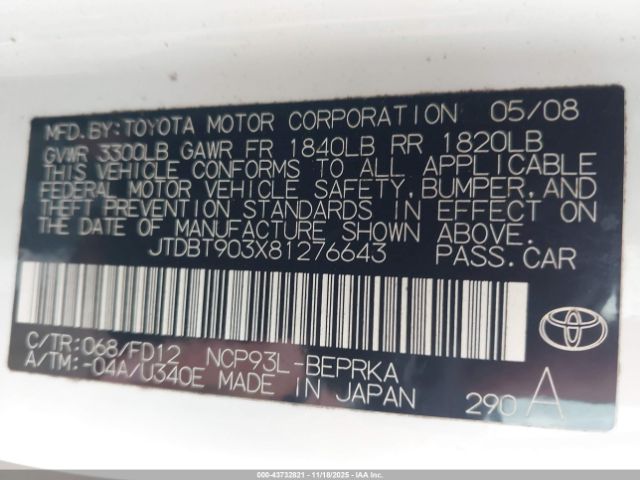 MFD.BY:TOYOTA MOTOR CORPORATION 05/08
GVWR 3300LB GAWR FR 1840LB RR 1820LB
THIS VEHICLE CONFORMS TO ALL APPLICABLE
FEDERAL MOTOR VEHICLE SAFETY,BUMPER,AND
THEFT PREVENTION STANDARDS IN EFFECT ON
THE DATE OF MANUFACTURE SHOWN ABOVE.
JTDBT903X81276643 PASS.CAR
C/TR:068/FD12 NCP93L-BEPRKA
A/TM:-04A/U340E MADE IN JAPAN 290 A
000-43732821 - 11/18/2025 - IAA Inc.